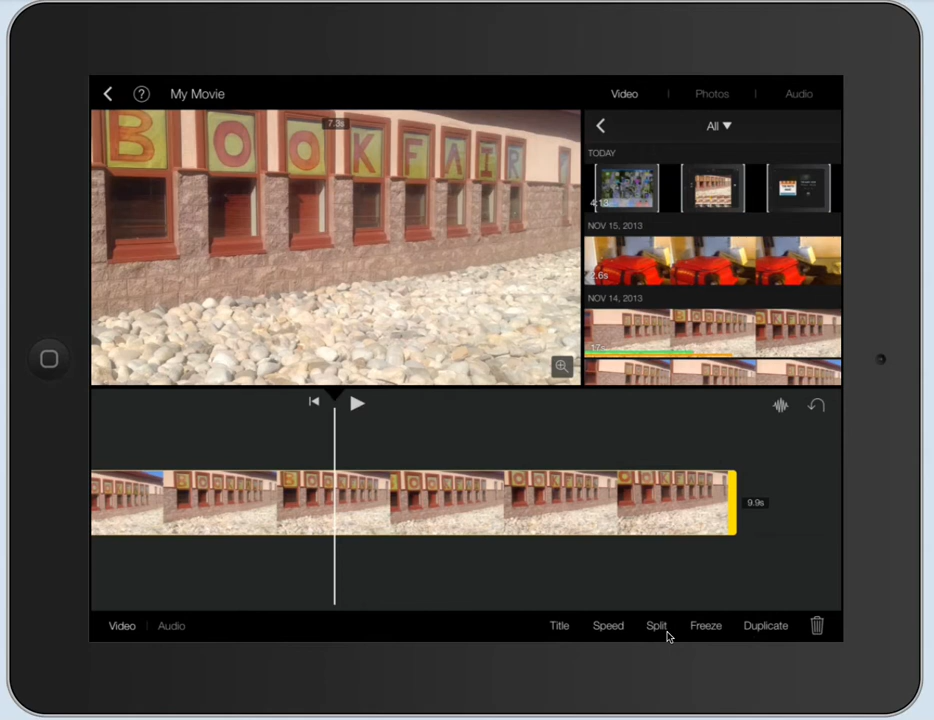 ? My Movie Video Photos Audio
BOOKFAIR
7.3s
All ▼
TODAY
4:13
NOV 15, 2013
2.6s
NOV 14, 2013
17s
9.9s
Video Audio Title Speed Split Freeze Duplicate